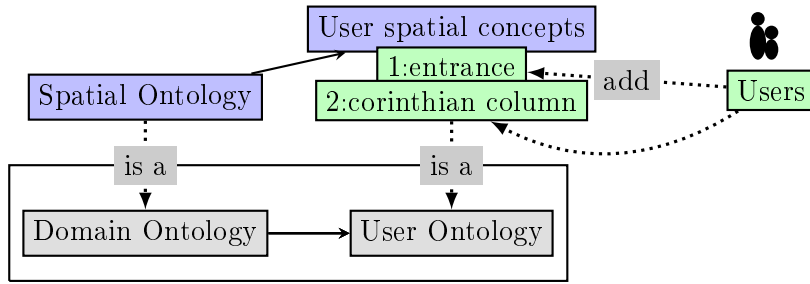 User spatial concepts
1:entrance
add
Spatial Ontology
2:corinthian column
Users
is a
is a
Domain Ontology
User Ontology